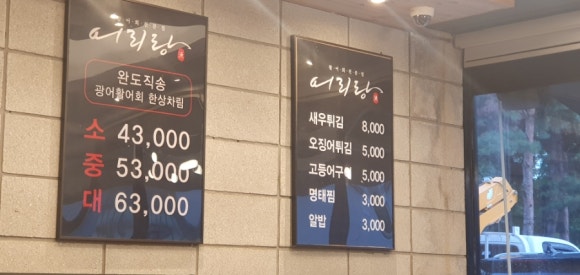 어리랑
완도직송
광어활어회 한상차림
소 43,000
중 53,000
대 63,000
어리랑
새우튀김 8,000
오징어튀김 5,000
고등어구이 5,000
명태찜 3,000
알밥 3,000